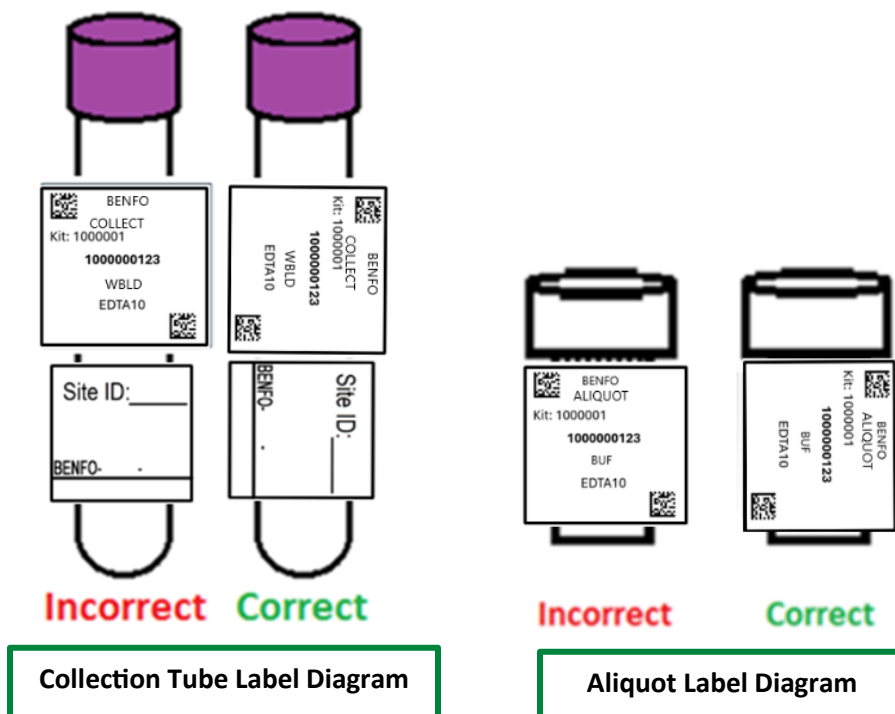 BENFO
COLLECT
Kit: 1000001
1000000123
WBLD
EDTA10
Site ID:_____
BENFO- -
BENFO
COLLECT
Kit: 1000001
1000000123
WBLD
EDTA10
Site ID:_____
BENFO- -
Incorrect
Correct
Collection Tube Label Diagram
BENFO
ALIQUOT
Kit: 1000001
1000000123
BUF
EDTA10
BENFO
ALIQUOT
Kit: 1000001
1000000123
BUF
EDTA10
Incorrect
Correct
Aliquot Label Diagram